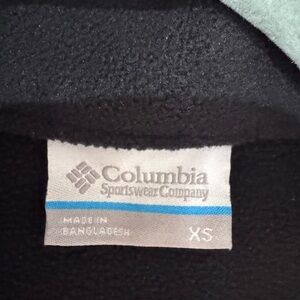 Columbia
Sportswear Company
MADE IN
BANGLADESH
XS